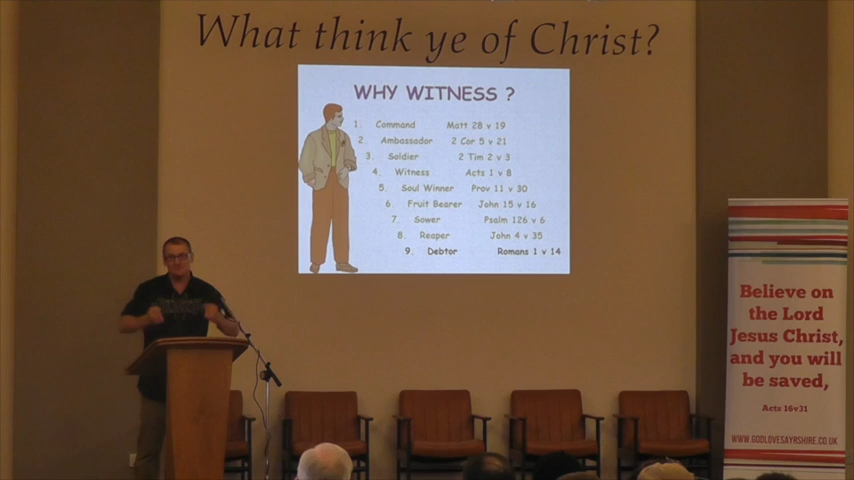 What think ye of Christ?
WHY WITNESS ?
1. Command Matt 28 v 19
2. Ambassador 2 Cor 5 v 21
3. Soldier 2 Tim 2 v 3
4. Witness Acts 1 v 8
5. Soul Winner Prov 11 v 30
6. Fruit Bearer John 15 v 16
7. Sower Psalm 126 v 6
8. Reaper John 4 v 35
9. Debtor Romans 1 v 14
Believe on
the Lord
Jesus Christ,
and you will
be saved,
Acts 16v31
WWW.GODLOVESAYRSHIRE.CO.UK